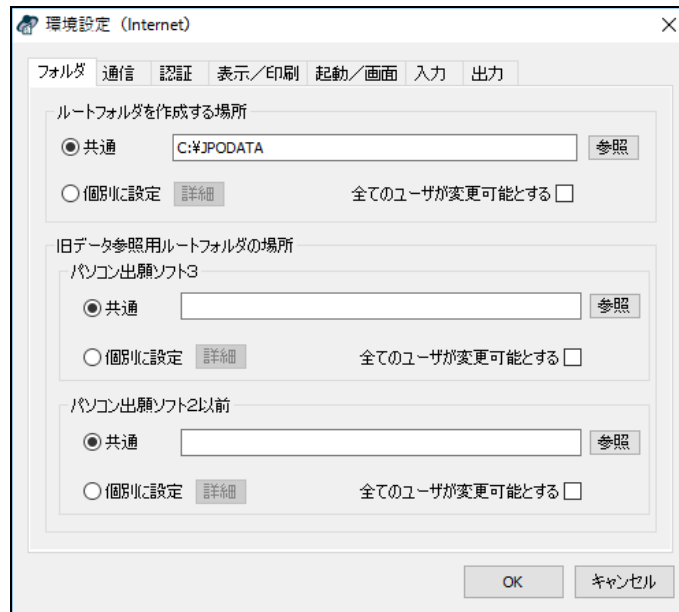 環境設定（Internet）
フォルダ 通信 認証 表示／印刷 起動／画面 入力 出力
ルートフォルダを作成する場所
共通 C:¥JPODATA 参照
個別に設定 詳細 全てのユーザが変更可能とする
旧データ参照用ルートフォルダの場所
パソコン出願ソフト3
共通 参照
個別に設定 詳細 全てのユーザが変更可能とする
パソコン出願ソフト2以前
共通 参照
個別に設定 詳細 全てのユーザが変更可能とする
OK キャンセル